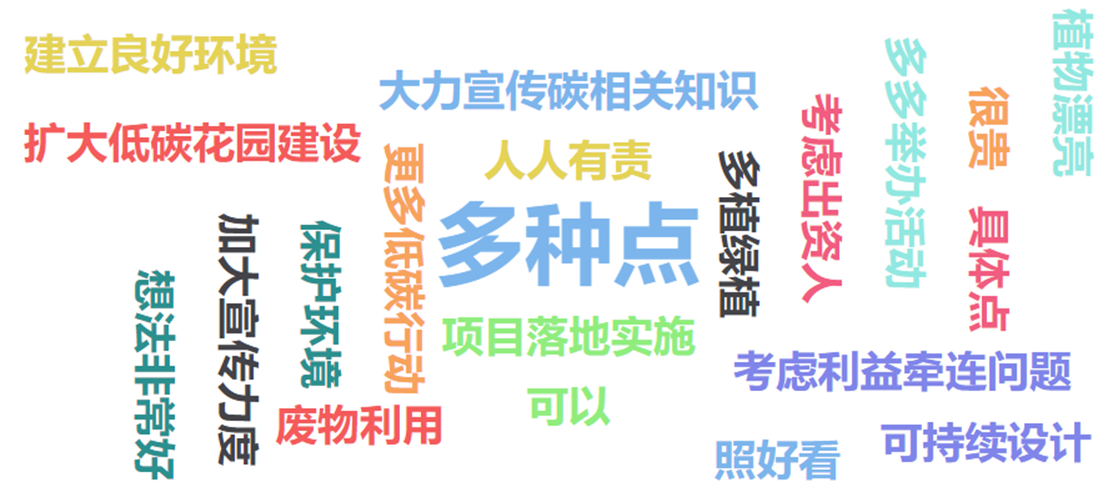 建立良好环境
扩大低碳花园建设
大力宣传碳相关知识
人人有责
多种点
项目落地实施
可以
更多低碳行动
保护环境
加大宣传力度
想法非常好
废物利用
多植绿植
考虑出资人
多多举办活动
很贵
具体点
植物漂亮
考虑利益牵连问题
照好看
可持续设计